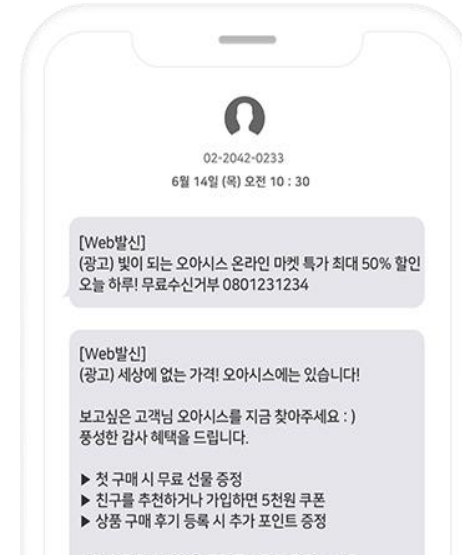 02-2042-0233
6월 14일 (목) 오전 10 : 30
[Web발신]
(광고) 빛이 되는 오아시스 온라인 마켓 특가 최대 50% 할인
오늘 하루! 무료수신거부 0801231234
[Web발신]
(광고) 세상에 없는 가격! 오아시스에는 있습니다!
보고싶은 고객님 오아시스를 지금 찾아주세요 : )
풍성한 감사 혜택을 드립니다.
▶ 첫 구매 시 무료 선물 증정
▶ 친구를 추천하거나 가입하면 5천원 쿠폰
▶ 상품 구매 후기 등록 시 추가 포인트 증정